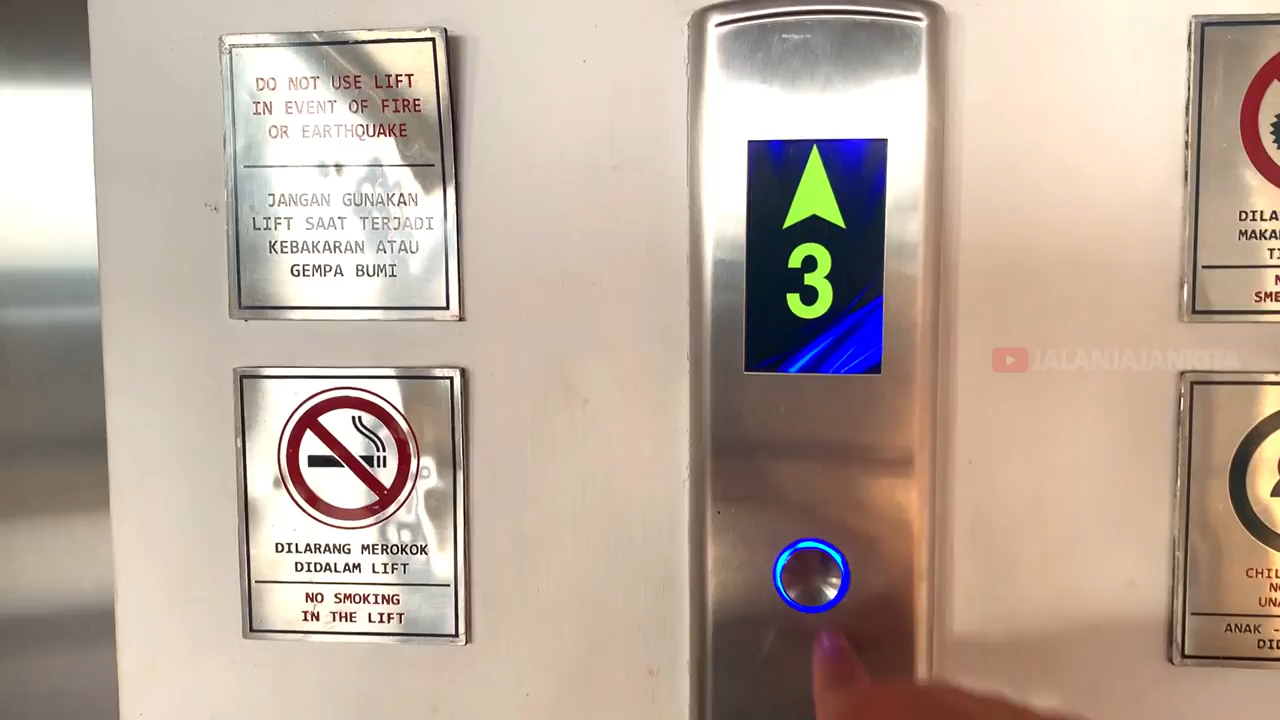 DO NOT USE LIFT
IN EVENT OF FIRE
OR EARTHQUAKE
JANGAN GUNAKAN
LIFT SAAT TERJADI
KEBAKARAN ATAU
GEMPA BUMI
DILARANG MEROKOK
DIDALAM LIFT
NO SMOKING
IN THE LIFT
3
JALANJAJANKITA
ANAK -